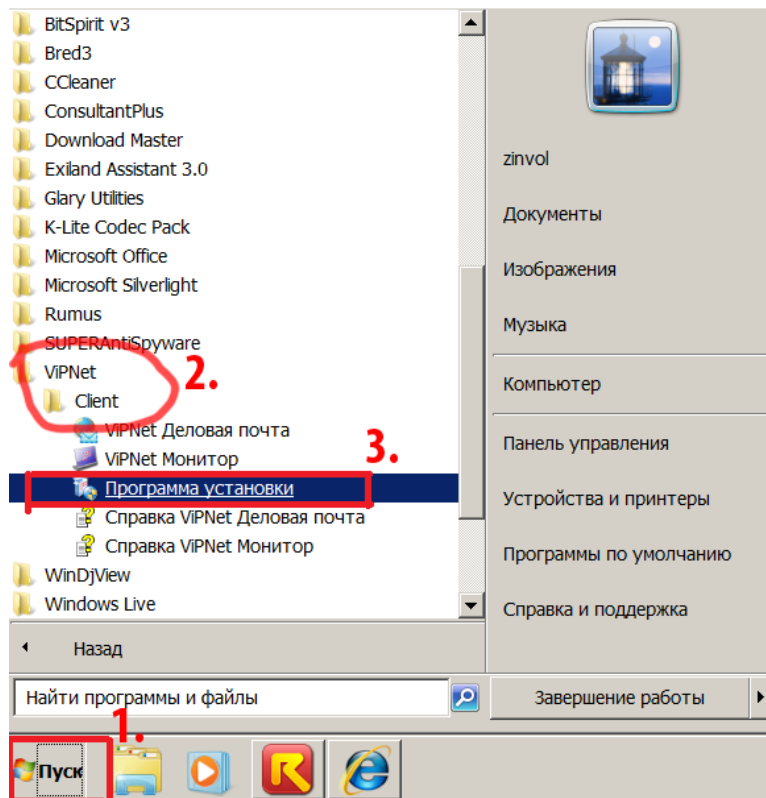 BitSpirit v3
Bred3
CCleaner
ConsultantPlus
Download Master
Exiland Assistant 3.0
Glary Utilities
K-Lite Codec Pack
Microsoft Office
Microsoft Silverlight
Rumus
SUPERAntiSpyware
ViPNet
2.
Client
ViPNet Деловая почта
ViPNet Монитор
3.
Программа установки
Справка ViPNet Деловая почта
Справка ViPNet Монитор
WinDjView
Windows Live
Назад
Найти программы и файлы
1.
Пуск
zinvol
Документы
Изображения
Музыка
Компьютер
Панель управления
Устройства и принтеры
Программы по умолчанию
Справка и поддержка
Завершение работы